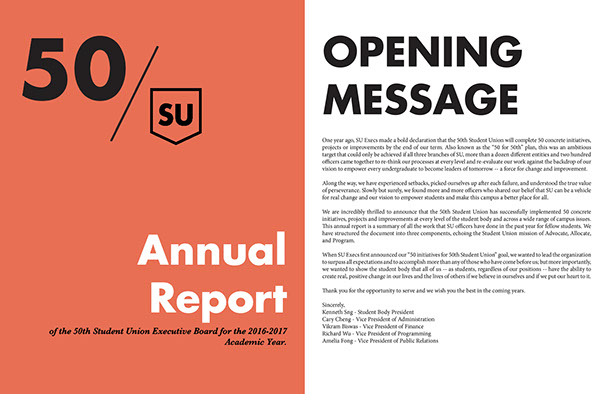 50
SU
Annual
Report
of the 50th Student Union Executive Board for the 2016-2017
Academic Year.
OPENING
MESSAGE
One year ago, SU Execs made a bold declaration that the 50th Student Union will complete 50 concrete initiatives,
projects or improvements by the end of our term. Also known as the "50 for 50th" plan, this was an ambitious
target that could only be achieved if all three branches of SU, more than a dozen different entities and two hundred
officers came together to re-think our processes at every level and re-evaluate our work against the backdrop of our
vision to empower every undergraduate to become leaders of tomorrow -- a force for change and improvement.
Along the way, we have experienced setbacks, picked ourselves up after each failure, and understood the true value
of perseverance. Slowly but surely, we found more and more officers who shared our belief that SU can be a vehicle
for real change and our vision to empower students and make this campus a better place for all.
We are incredibly thrilled to announce that the 50th Student Union has successfully implemented 50 concrete
initiatives, projects and improvements at every level of the student body and across a wide range of campus issues.
This annual report is a summary of all the work that SU officers have done in the past year for fellow students. We
have structured the document into three components, echoing the Student Union mission of Advocate, Allocate,
and Program.
When SU Execs first announced our "50 initiatives for 50th Student Union" goal, we wanted to lead the organization
to surpass all expectations and to accomplish more than any of those who have come before us; but more importantly,
we wanted to show the student body that all of us -- as students, regardless of our positions -- have the ability to
create real, positive change in our lives and the lives of others if we believe in ourselves and if we put our heart to it.
Thank you for the opportunity to serve and we wish you the best in the coming years.
Sincerely,
Kenneth Sng - Student Body President
Cary Cheng - Vice President of Administration
Vikram Biswas - Vice President of Finance
Richard Wu - Vice President of Programming
Amelia Fong - Vice President of Public Relations